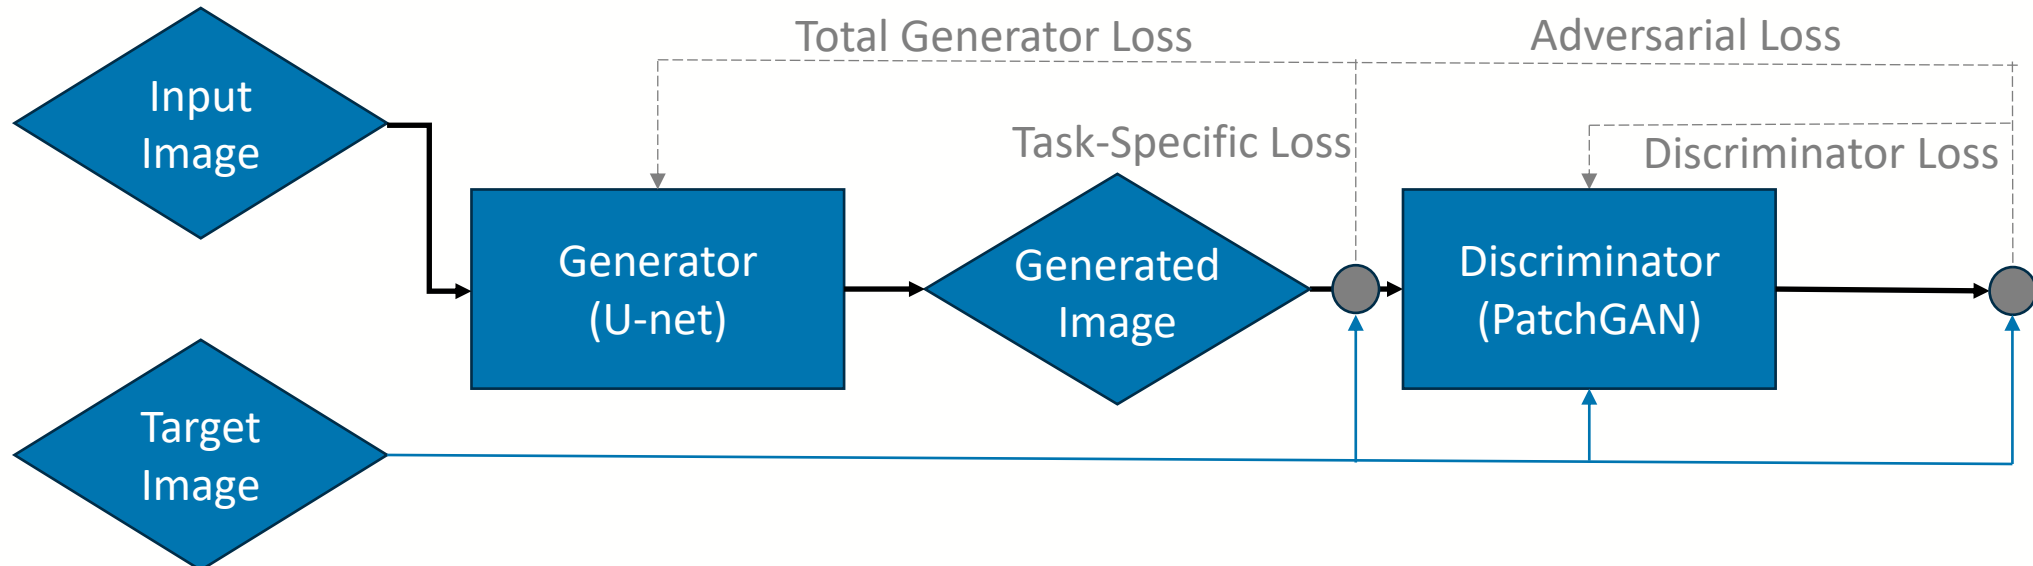 Total Generator Loss
Adversarial Loss
Input
Image
Task-Specific Loss
Discriminator Loss
Generator
(U-net)
Generated
Image
Discriminator
(PatchGAN)
Target
Image